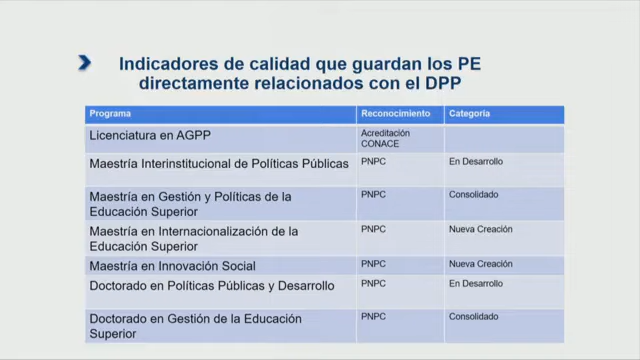 Indicadores de calidad que guardan los PE
directamente relacionados con el DPP
Programa Reconocimiento Categoria
Licenciatura en AGPP Acreditación
CONACE
Maestría Interinstitucional de Políticas Públicas PNPC En Desarrollo
Maestría en Gestión y Políticas de la PNPC Consolidado
Educación Superior
Maestría en Internacionalización de la PNPC Nueva Creación
Educación Superior
Maestría en Innovación Social PNPC Nueva Creación
Doctorado en Políticas Públicas y Desarrollo PNPC En Desarrollo
Doctorado en Gestión de la Educación PNPC Consolidado
Superior